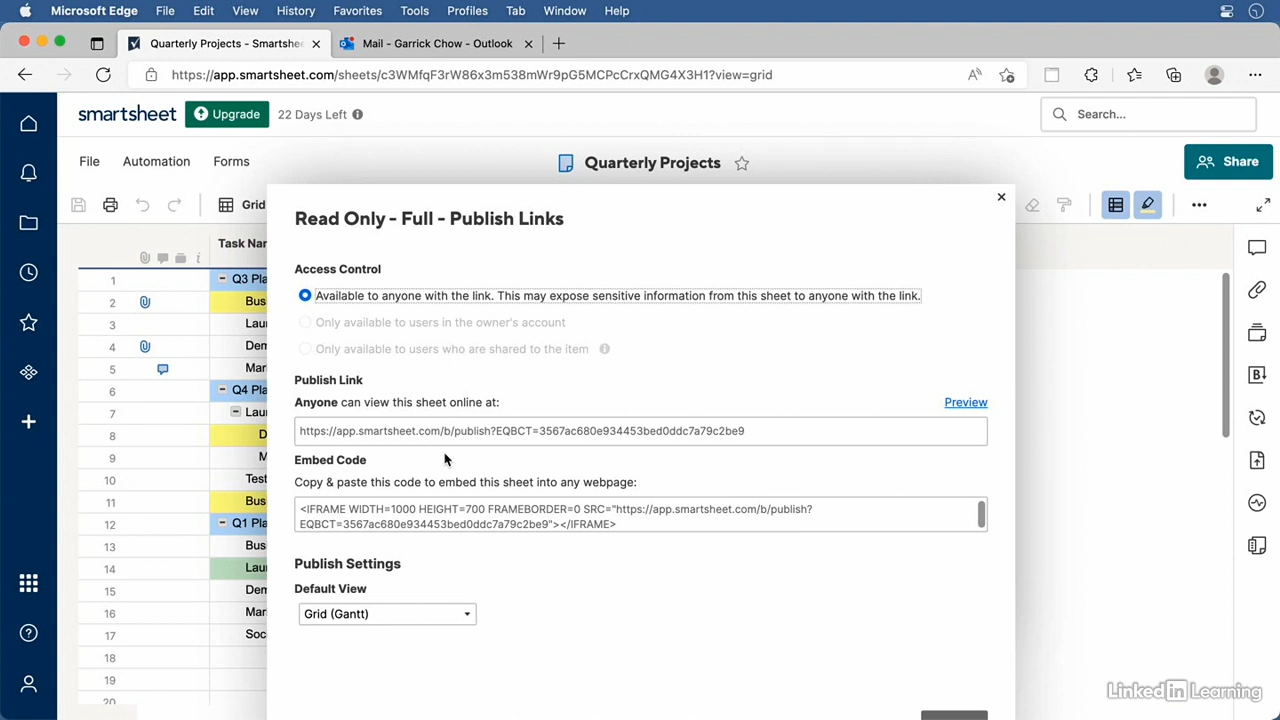 Microsoft Edge File Edit View History Favorites Tools Profiles Tab Window Help
Quarterly Projects - Smartshe
Mail - Garrick Chow - Outlook
https://app.smartsheet.com/sheets/c3WMfqF3rW86x3m538mWr9pG5MCPcCrxQMG4X3H1?view=grid
smartsheet
Upgrade
22 Days Left
Search...
File
Automation
Forms
Quarterly Projects
Share
Grid
Read Only - Full - Publish Links
Access Control
Available to anyone with the link. This may expose sensitive information from this sheet to anyone with the link.
Only available to users in the owner's account
Only available to users who are shared to the item
Publish Link
Anyone can view this sheet online at:
Preview
https://app.smartsheet.com/b/publish?EQBCT=3567ac680e934453bed0ddc7a79c2be9
Embed Code
Copy & paste this code to embed this sheet into any webpage:
<IFRAME WIDTH=1000 HEIGHT=700 FRAMEBORDER=0 SRC="https://app.smartsheet.com/b/publish?
EQBCT=3567ac680e934453bed0ddc7a79c2be9"></IFRAME>
Publish Settings
Default View
Grid (Gantt)
Task Nar
1 Q3 Pla
2 Bus
3 Lau
4 Der
5 Mar
6 Q4 Pla
7 Lau
8 D
9 M
10 Test
11 Bus
12 Q1 Pla
13 Bus
14 Lau
15 Der
16 Mar
17 Soc
18
19
20
LinkedIn Learning